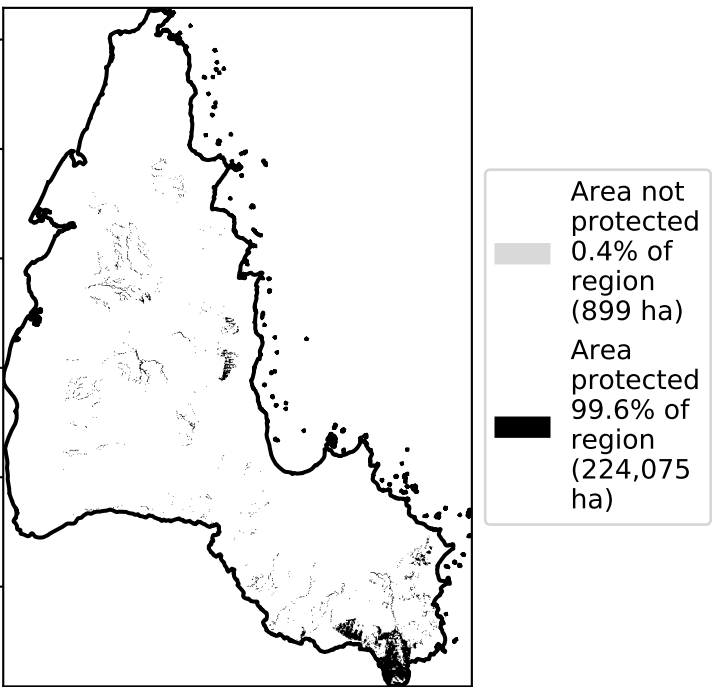 Area not
protected
0.4% of
region
(899 ha)
Area
protected
99.6% of
region
(224,075
ha)